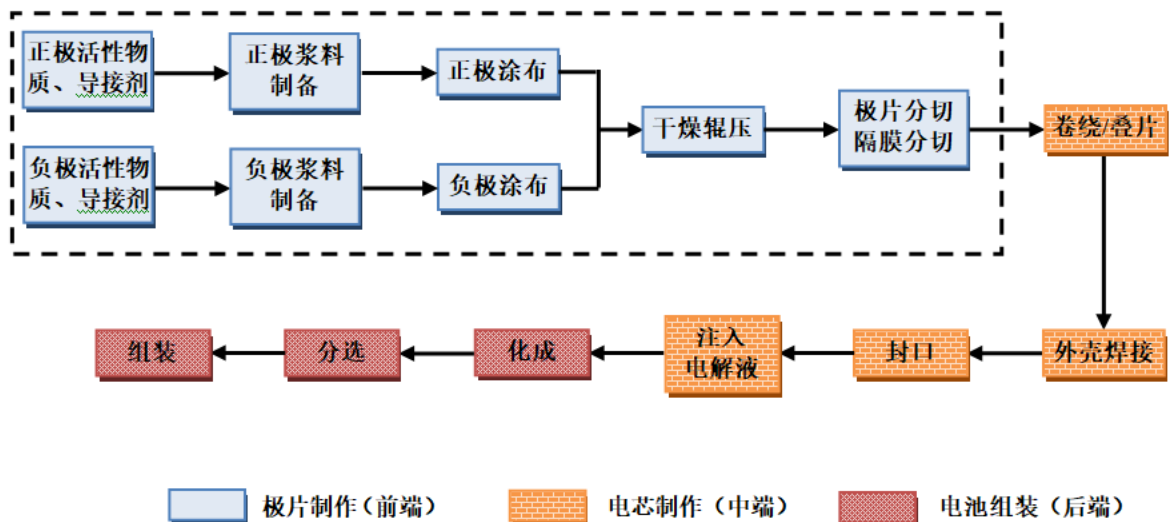 正极活性物
质、导接剂
正极浆料
制备
正极涂布
负极活性物
质、导接剂
负极浆料
制备
负极涂布
干燥辊压
极片分切
隔膜分切
卷绕/叠片
外壳焊接
封口
注入
电解液
化成
分选
组装
极片制作（前端）
电芯制作（中端）
电池组装（后端）